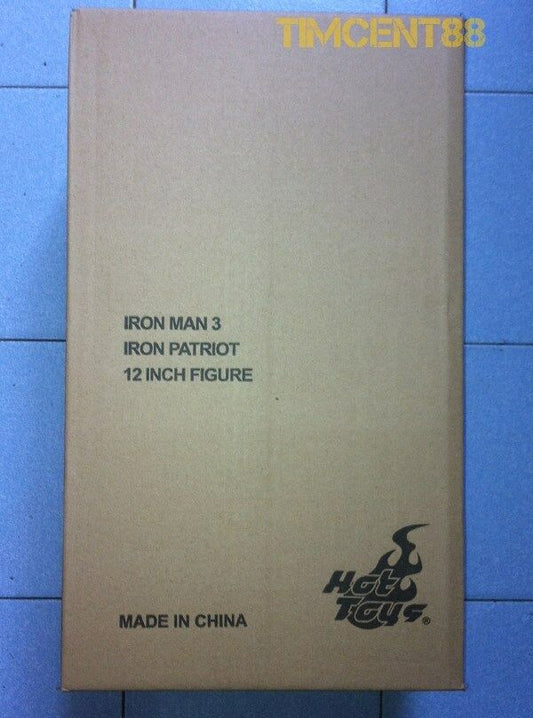 TIMCENT88
IRON MAN 3
IRON PATRIOT
12 INCH FIGURE
Hot
Toys®
MADE IN CHINA